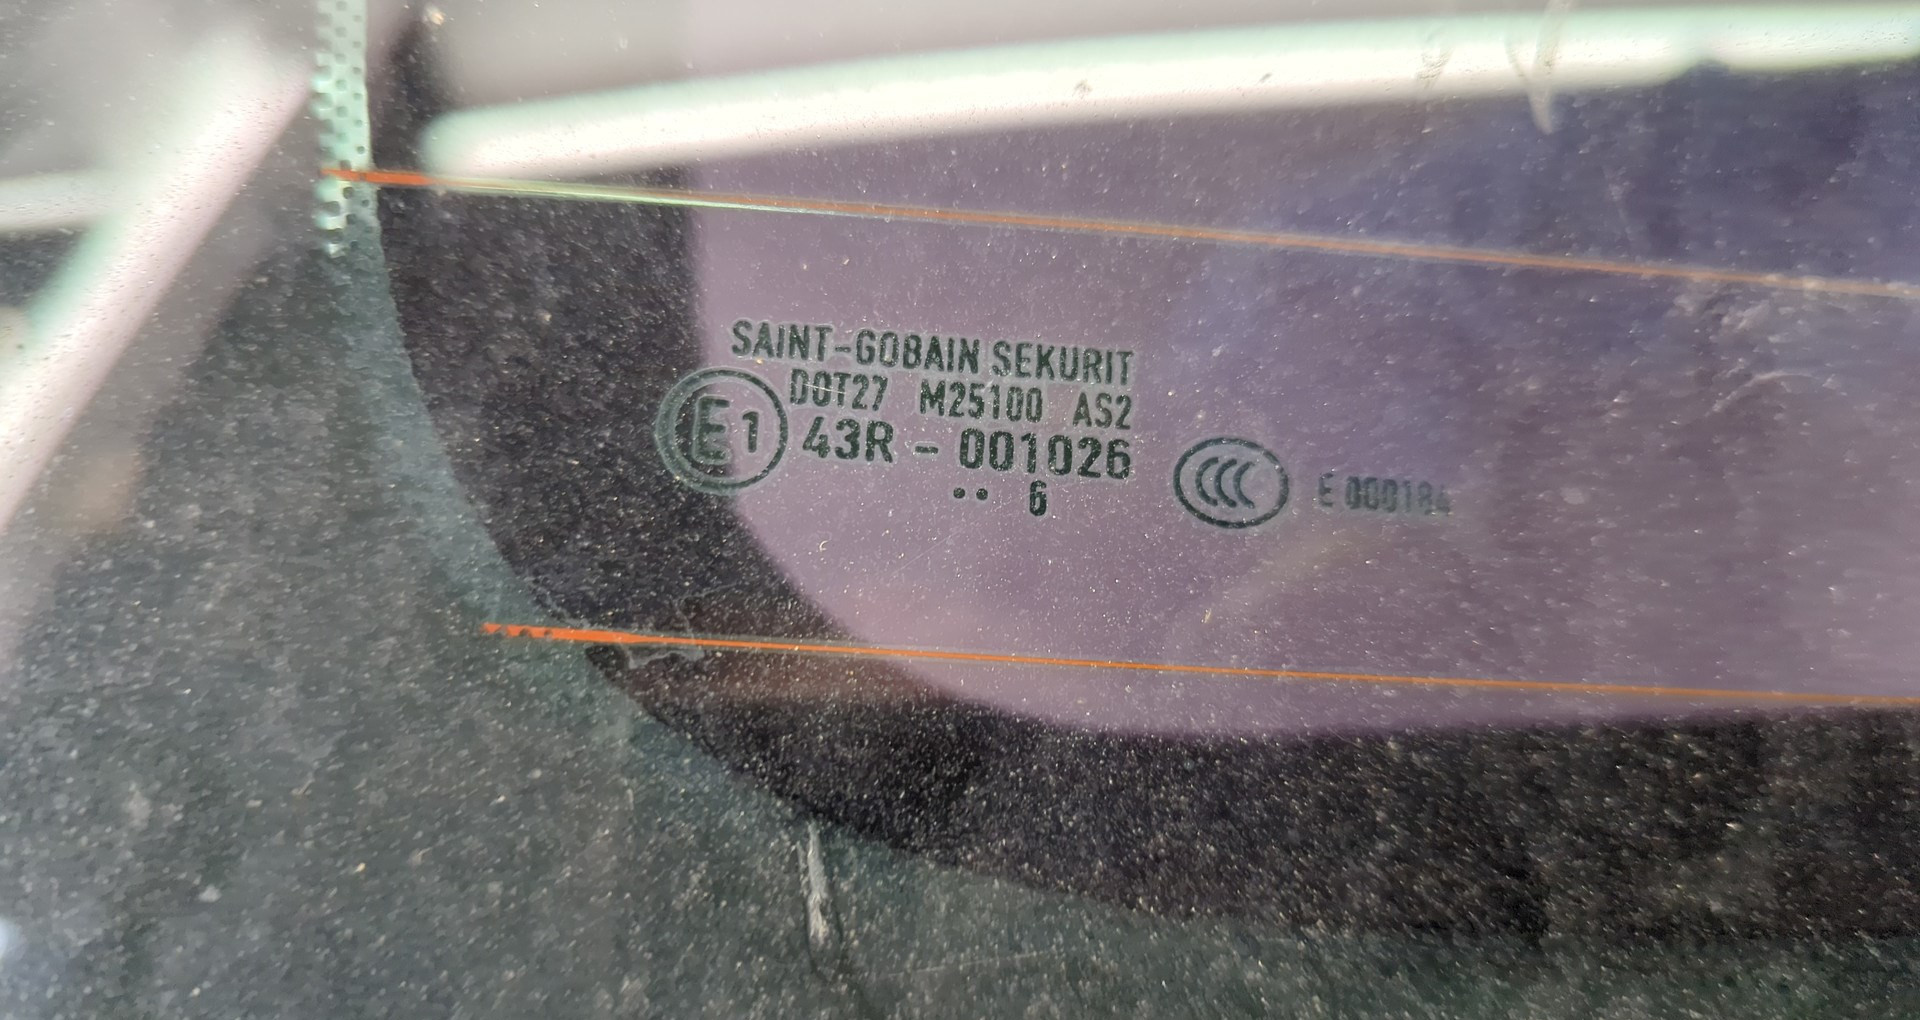 SAINT-GOBAIN SEKURIT
DOT27 M25100 AS2
E1 43R - 001026
.. 6
CCC E 000184